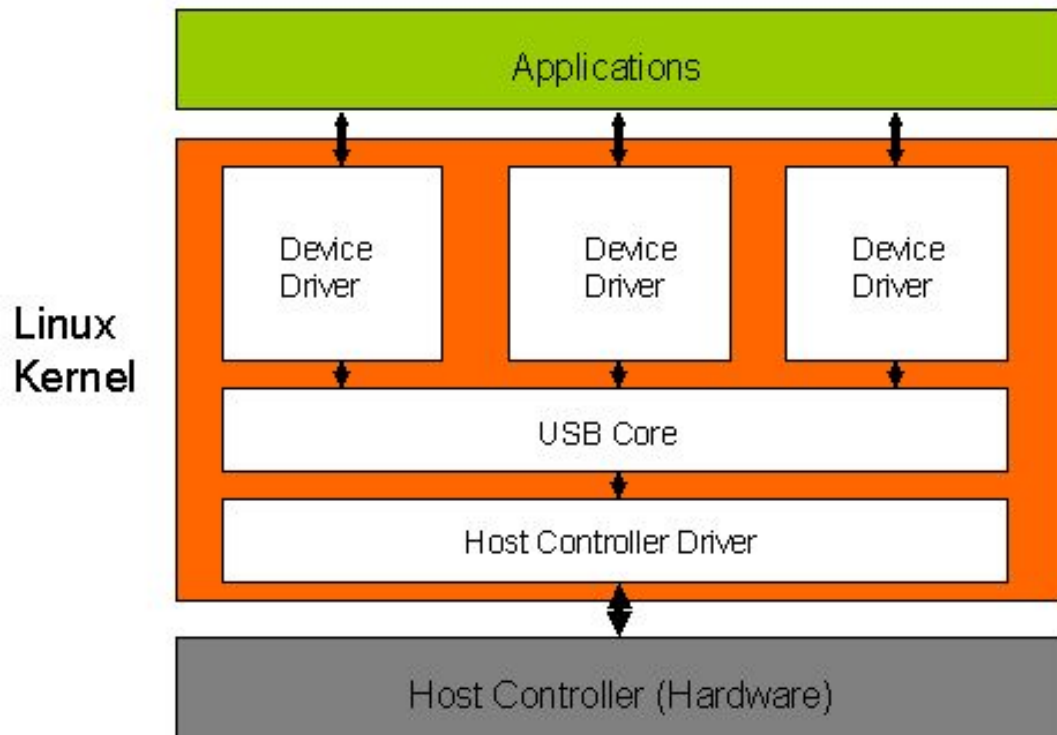 Applications
Device
Driver
Device
Driver
Device
Driver
Linux
Kernel
USB Core
Host Controller Driver
Host Controller (Hardware)